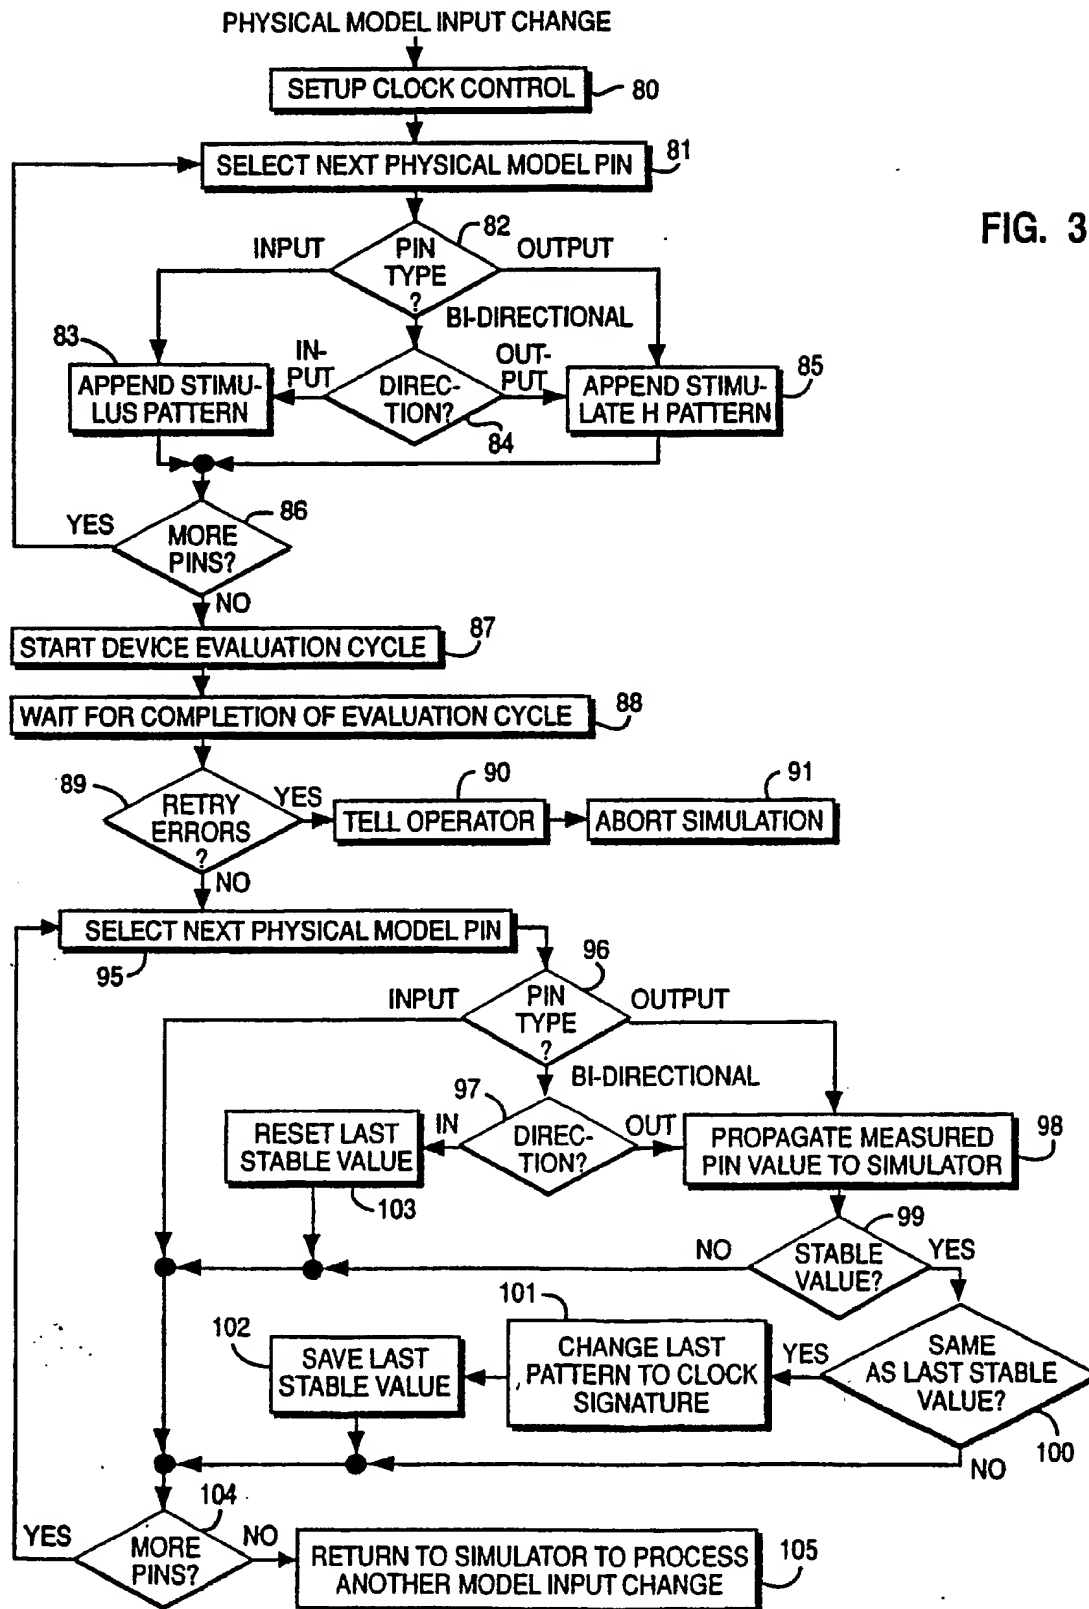 PHYSICAL MODEL INPUT CHANGE
SETUP CLOCK CONTROL
80
SELECT NEXT PHYSICAL MODEL PIN
81
FIG. 3
82
INPUT
PIN
TYPE
?
OUTPUT
BI-DIRECTIONAL
83
APPEND STIMU-
LUS PATTERN
IN-
PUT
DIREC-
TION?
84
OUT-
PUT
APPEND STIMU-
LATE H PATTERN
85
YES
MORE
PINS?
86
NO
START DEVICE EVALUATION CYCLE
87
WAIT FOR COMPLETION OF EVALUATION CYCLE
88
89
RETRY
ERRORS
?
YES
90
TELL OPERATOR
91
ABORT SIMULATION
NO
SELECT NEXT PHYSICAL MODEL PIN
95
96
INPUT
PIN
TYPE
?
OUTPUT
BI-DIRECTIONAL
97
RESET LAST
STABLE VALUE
103
IN
DIREC-
TION?
OUT
PROPAGATE MEASURED
PIN VALUE TO SIMULATOR
98
99
NO
STABLE
VALUE?
YES
101
102
SAVE LAST
STABLE VALUE
CHANGE LAST
PATTERN TO CLOCK
SIGNATURE
YES
SAME
AS LAST STABLE
VALUE?
100
NO
104
YES
MORE
PINS?
NO
RETURN TO SIMULATOR TO PROCESS
ANOTHER MODEL INPUT CHANGE
105